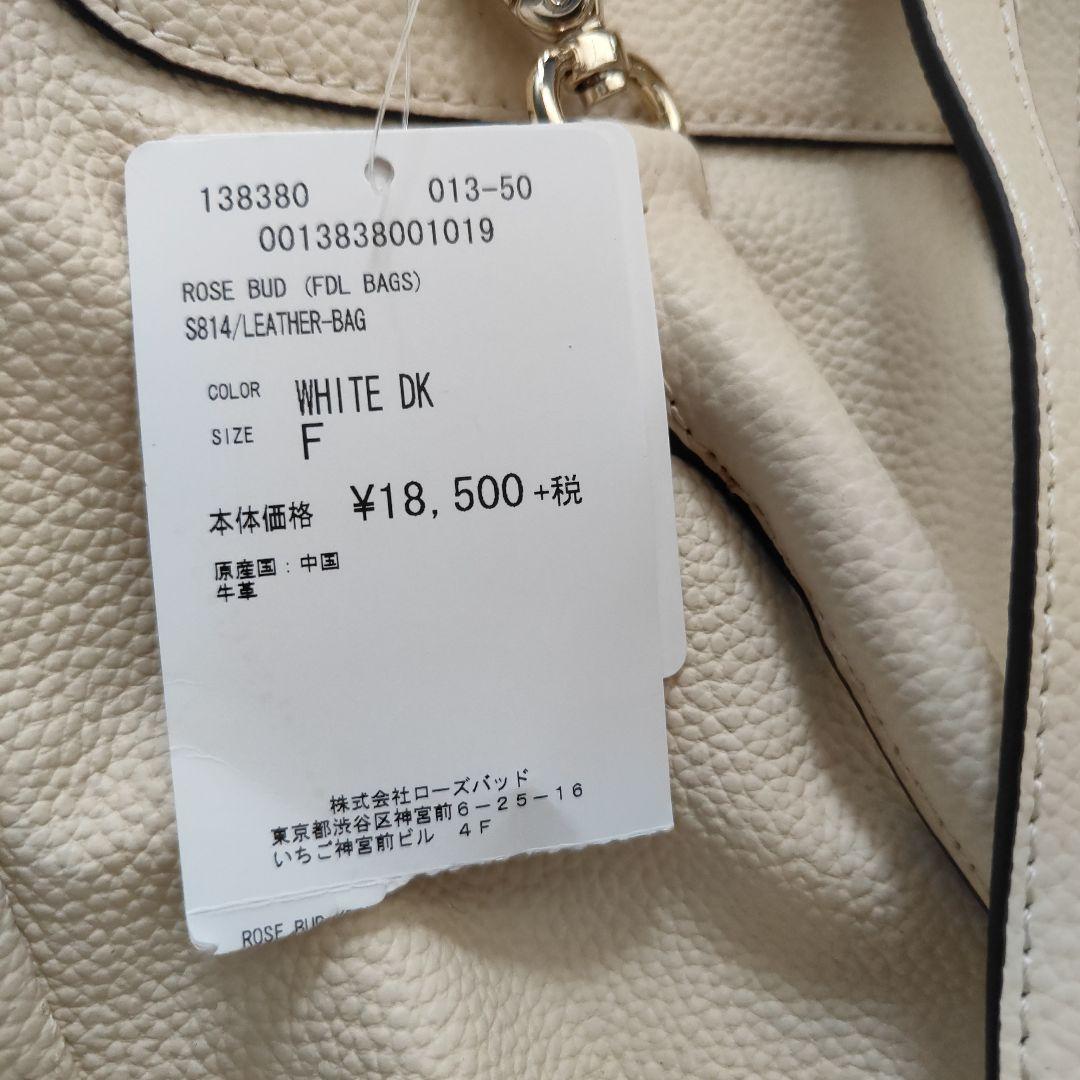 138380 013-50
0013838001019
ROSE BUD (FDL BAGS)
S814/LEATHER-BAG
COLOR WHITE DK
SIZE F
本体価格 ¥18,500+税
原産国:中国
牛革
株式会社ローズバッド
東京都渋谷区神宮前6-25-16
いちご神宮前ビル 4F
ROSE BUD